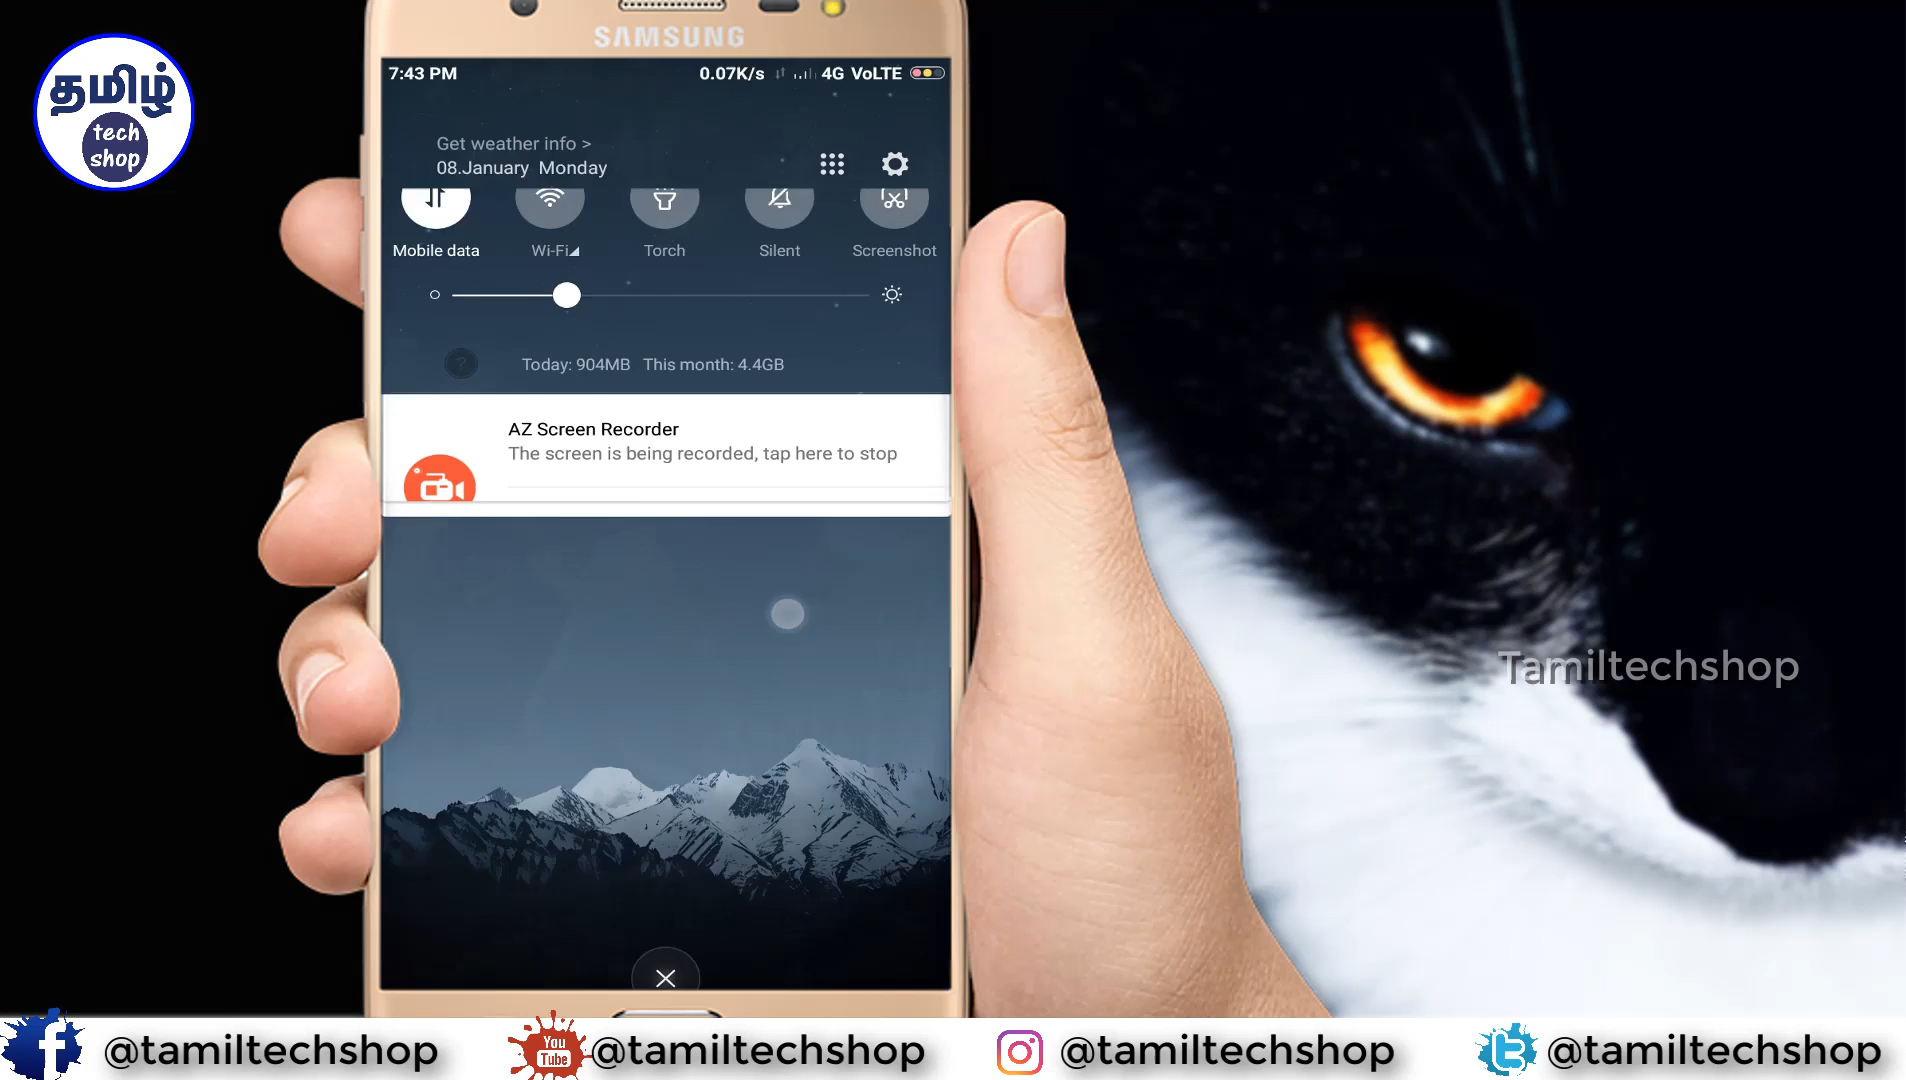 தமிழ்
tech
shop
SAMSUNG
7:43 PM
0.07K/s 4G VoLTE
Get weather info >
08.January Monday
Mobile data
Wi-Fi
Torch
Silent
Screenshot
?
Today: 904MB This month: 4.4GB
AZ Screen Recorder
The screen is being recorded, tap here to stop
Tamiltechshop
f @tamiltechshop
You
Tube
@tamiltechshop
@tamiltechshop
@tamiltechshop